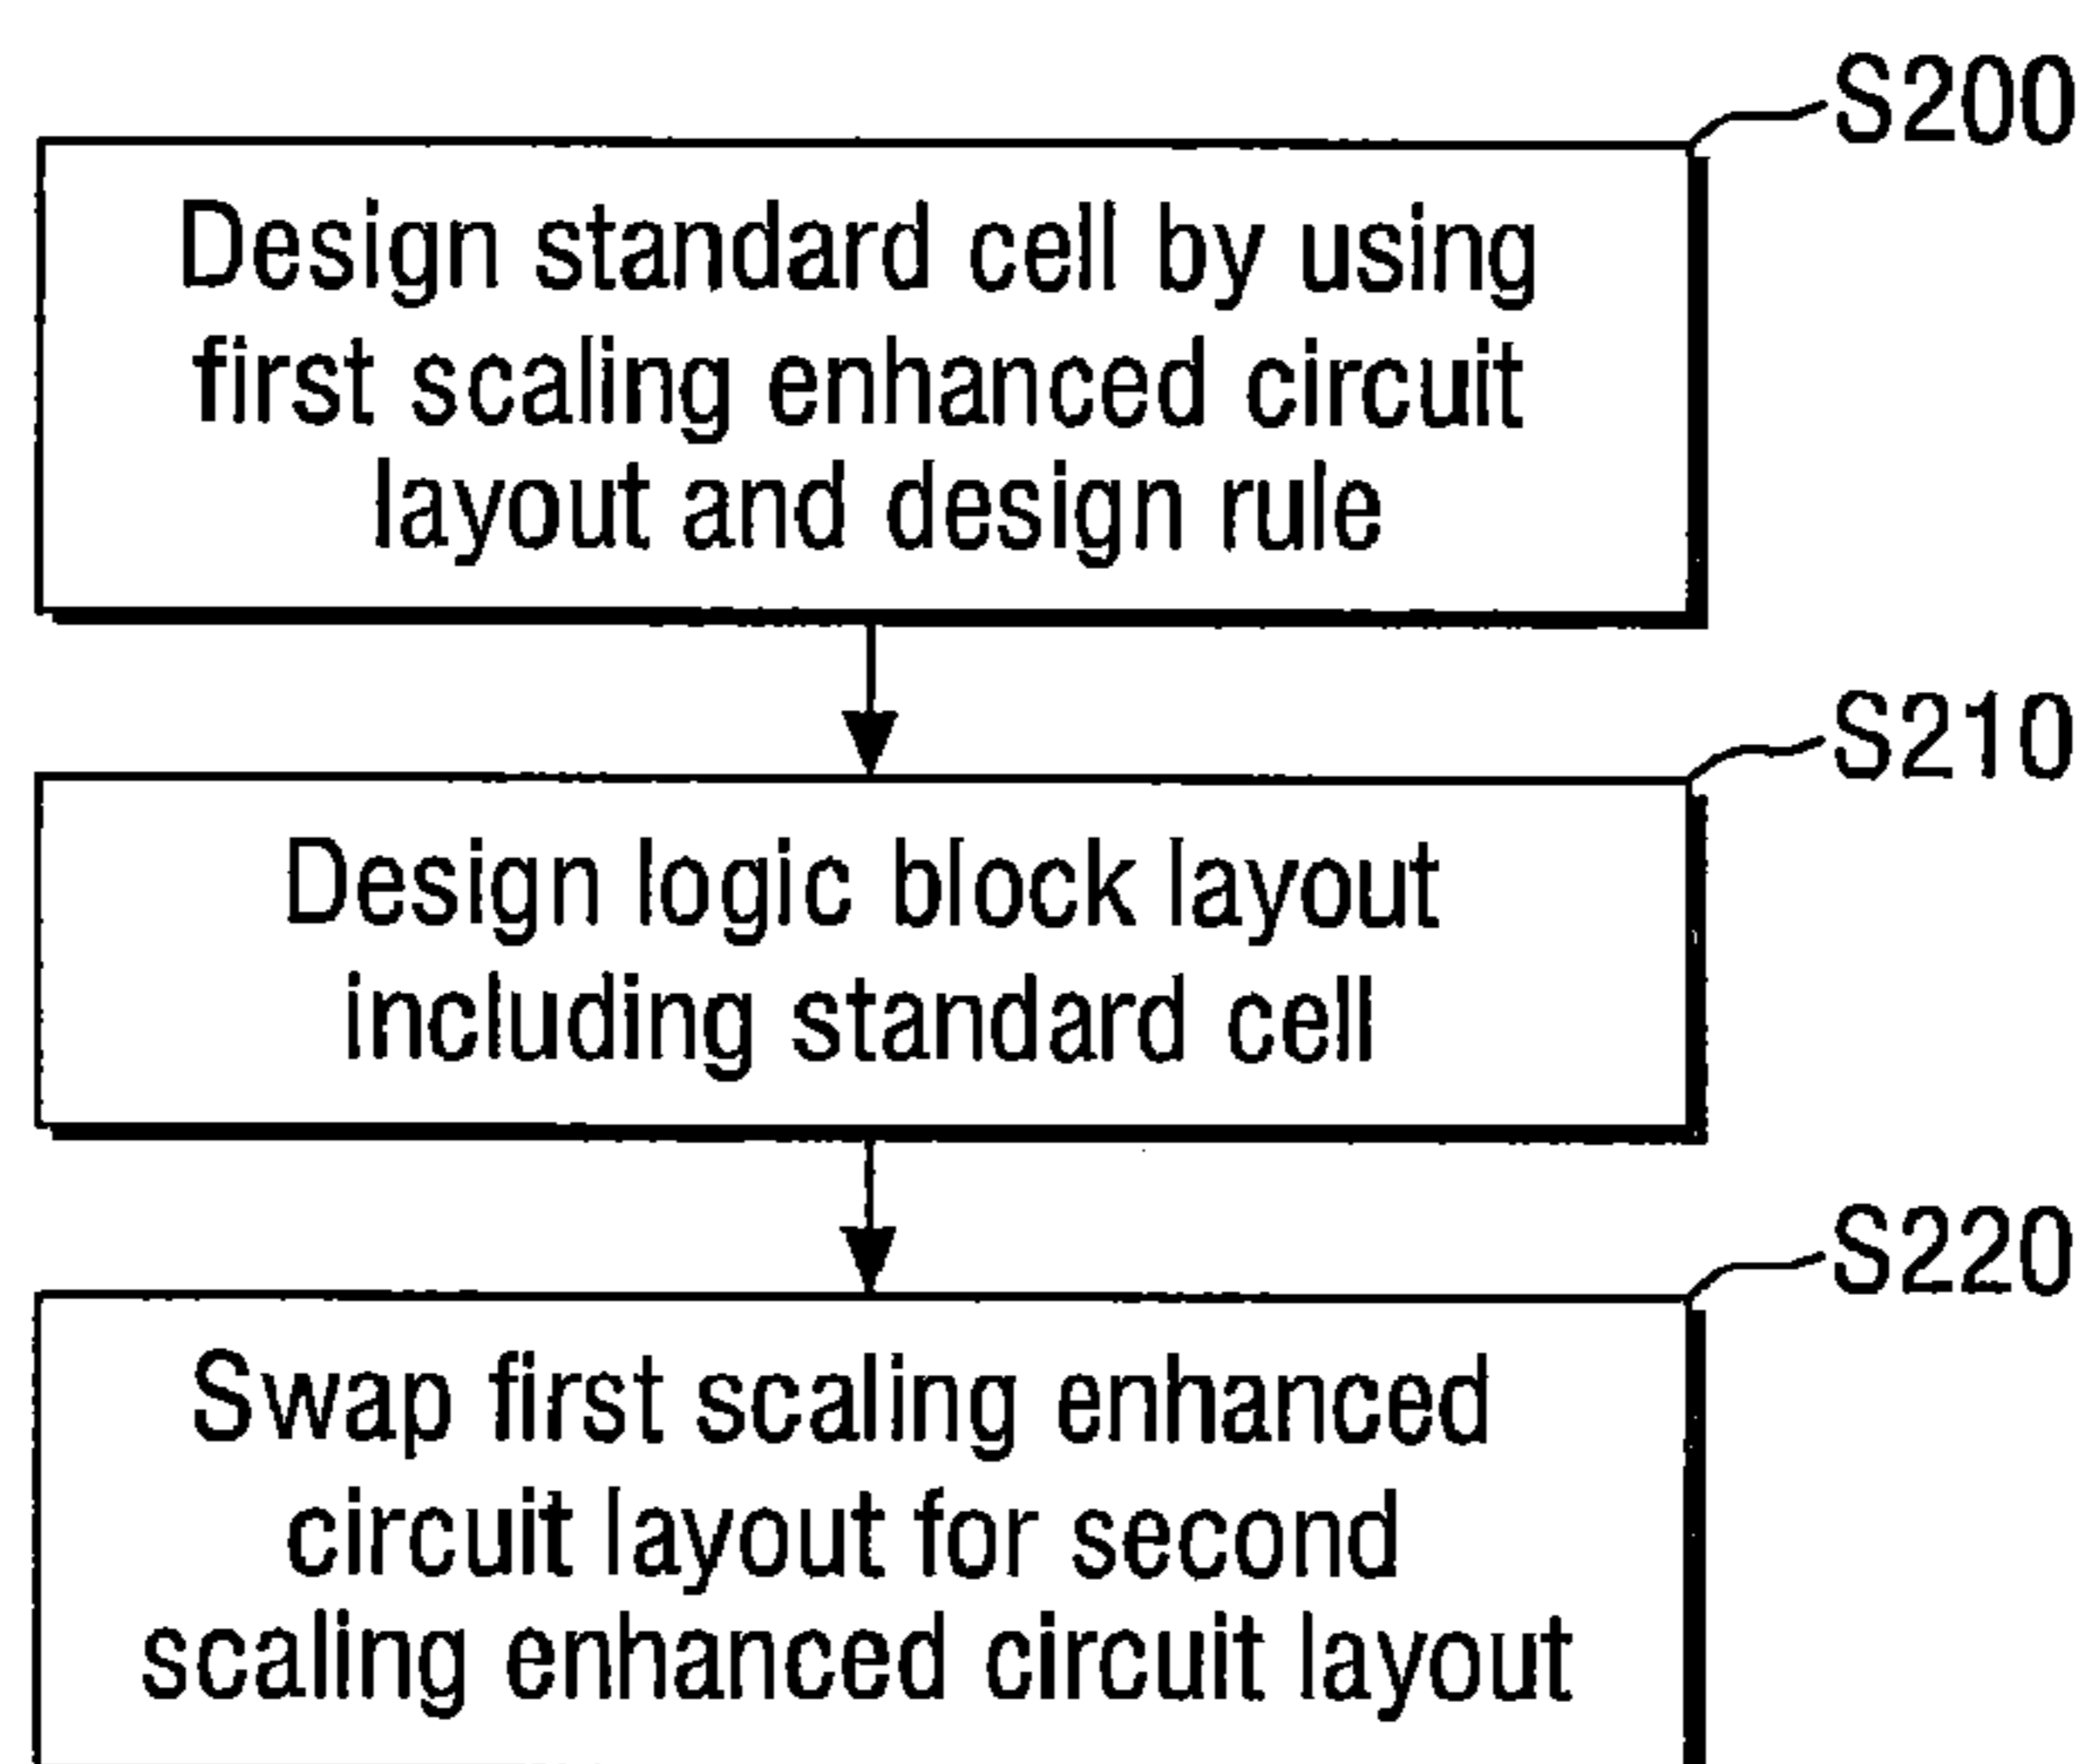 S200
Design standard cell by using
first scaling enhanced circuit
layout and design rule
S210
Design logic block layout
including standard cell
S220
Swap first scaling enhanced
circuit layout for second
scaling enhanced circuit layout